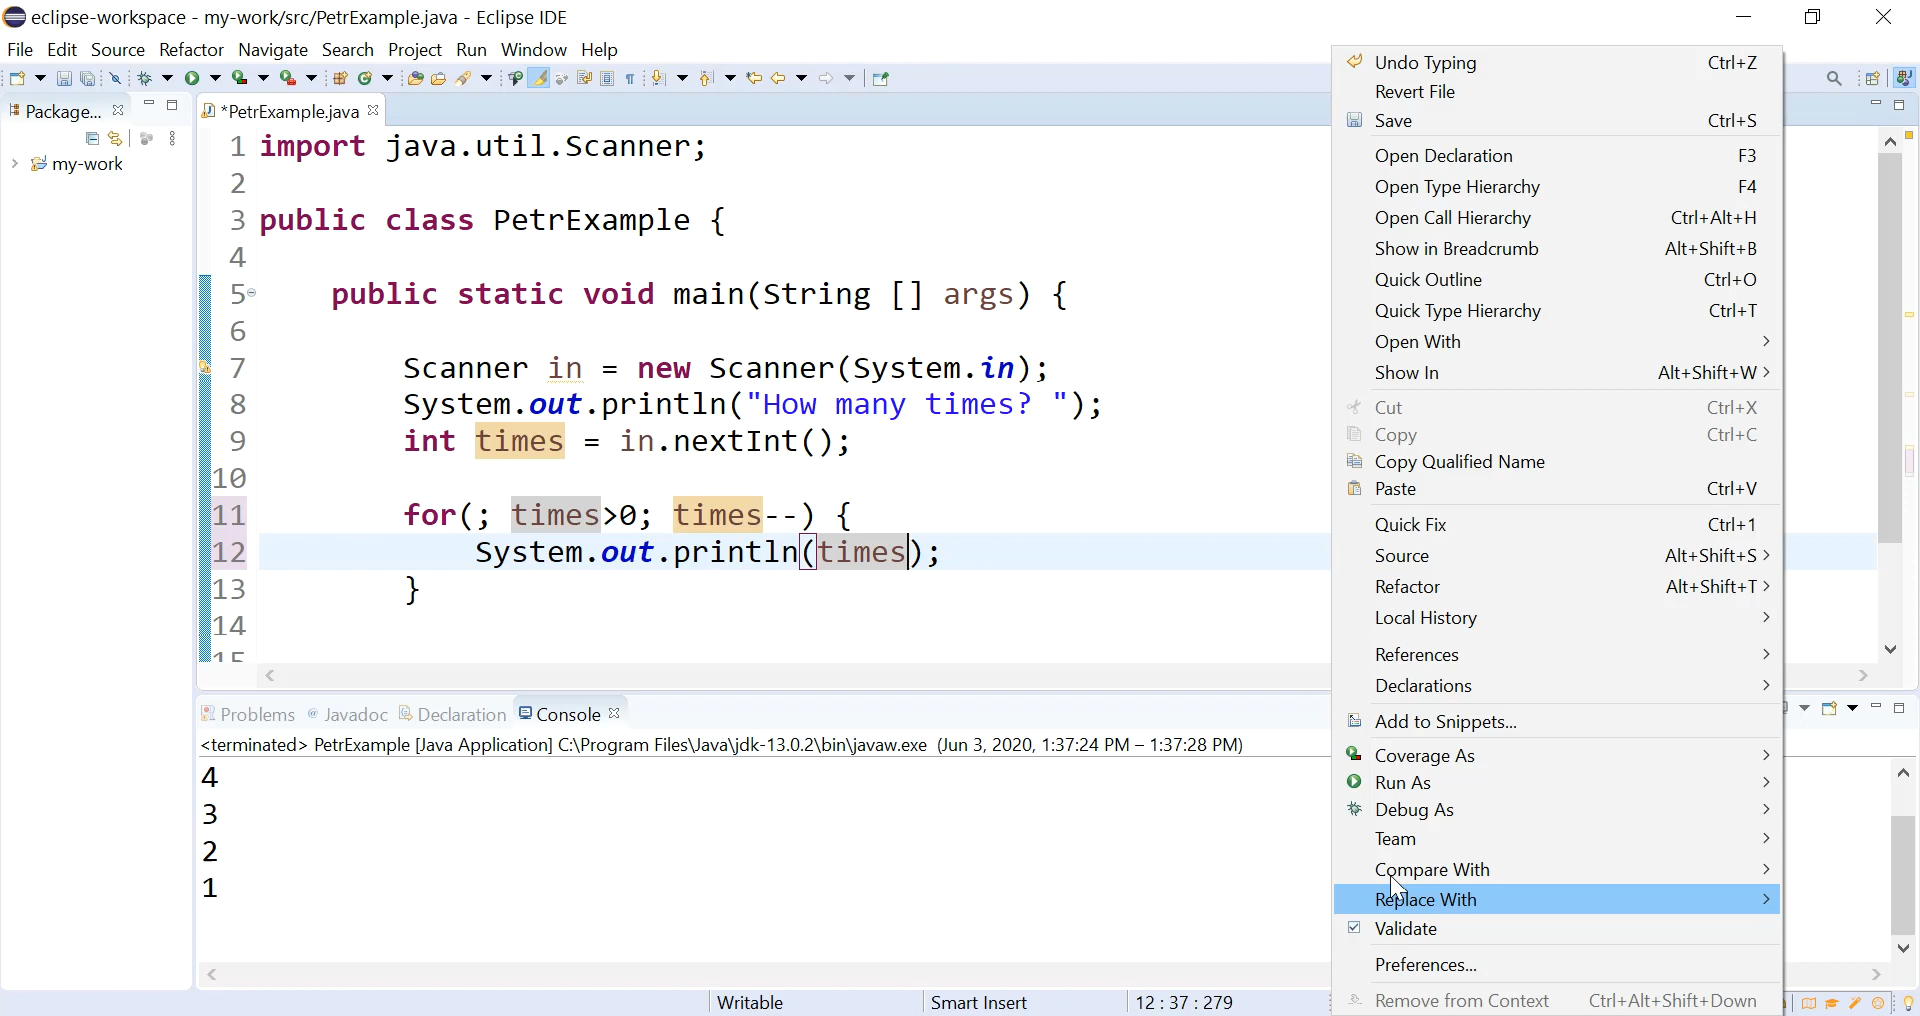 eclipse-workspace - my-work/src/PetrExample.java - Eclipse IDE
File Edit Source Refactor Navigate Search Project Run Window Help
Package...
*PetrExample.java
my-work
1 import java.util.Scanner;
2
3 public class PetrExample {
4
5 public static void main(String [] args) {
6
7 Scanner in = new Scanner(System.in);
8 System.out.println("How many times? ");
9 int times = in.nextInt();
10
11 for(; times>0; times--) {
12 System.out.println(times);
13 }
14
15
Problems @ Javadoc Declaration Console
<terminated> PetrExample [Java Application] C:\Program Files\Java\jdk-13.0.2\bin\javaw.exe (Jun 3, 2020, 1:37:24 PM – 1:37:28 PM)
4
3
2
1
Writable Smart Insert 12 : 37 : 279
Undo Typing Ctrl+Z
Revert File
Save Ctrl+S
Open Declaration F3
Open Type Hierarchy F4
Open Call Hierarchy Ctrl+Alt+H
Show in Breadcrumb Alt+Shift+B
Quick Outline Ctrl+O
Quick Type Hierarchy Ctrl+T
Open With >
Show In Alt+Shift+W >
Cut Ctrl+X
Copy Ctrl+C
Copy Qualified Name
Paste Ctrl+V
Quick Fix Ctrl+1
Source Alt+Shift+S >
Refactor Alt+Shift+T >
Local History >
References >
Declarations >
Add to Snippets...
Coverage As >
Run As >
Debug As >
Team >
Compare With >
Replace With >
Validate
Preferences...
Remove from Context Ctrl+Alt+Shift+Down